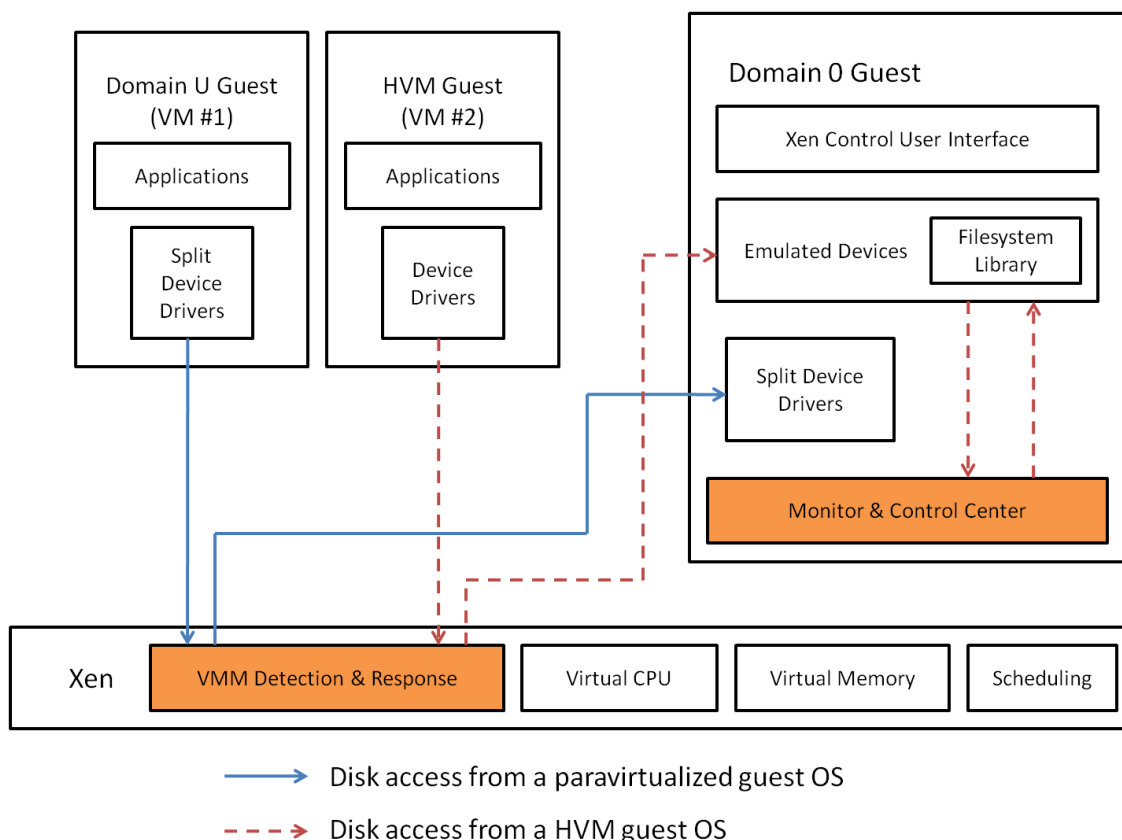 Domain U Guest
(VM #1)
Applications
Split
Device
Drivers
HVM Guest
(VM #2)
Applications
Device
Drivers
Domain 0 Guest
Xen Control User Interface
Emulated Devices
Filesystem
Library
Split Device
Drivers
Monitor & Control Center
Xen
VMM Detection & Response
Virtual CPU
Virtual Memory
Scheduling
Disk access from a paravirtualized guest OS
Disk access from a HVM guest OS